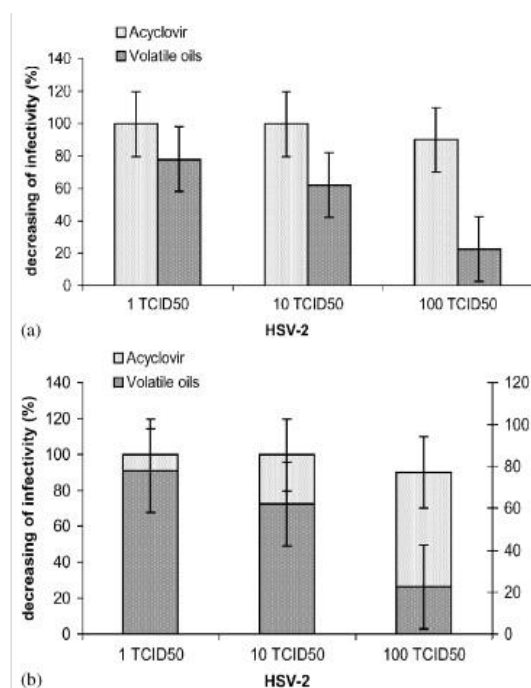 Acyclovir
Volatile oils
140
120
100
80
60
40
20
0
decreasing of infectivity (%)
1 TCID50 10 TCID50 100 TCID50
(a) HSV-2
Acyclovir
Volatile oils
140
120
100
80
60
40
20
0
decreasing of infectivity (%)
120
100
80
60
40
20
0
1 TCID50 10 TCID50 100 TCID50
(b) HSV-2